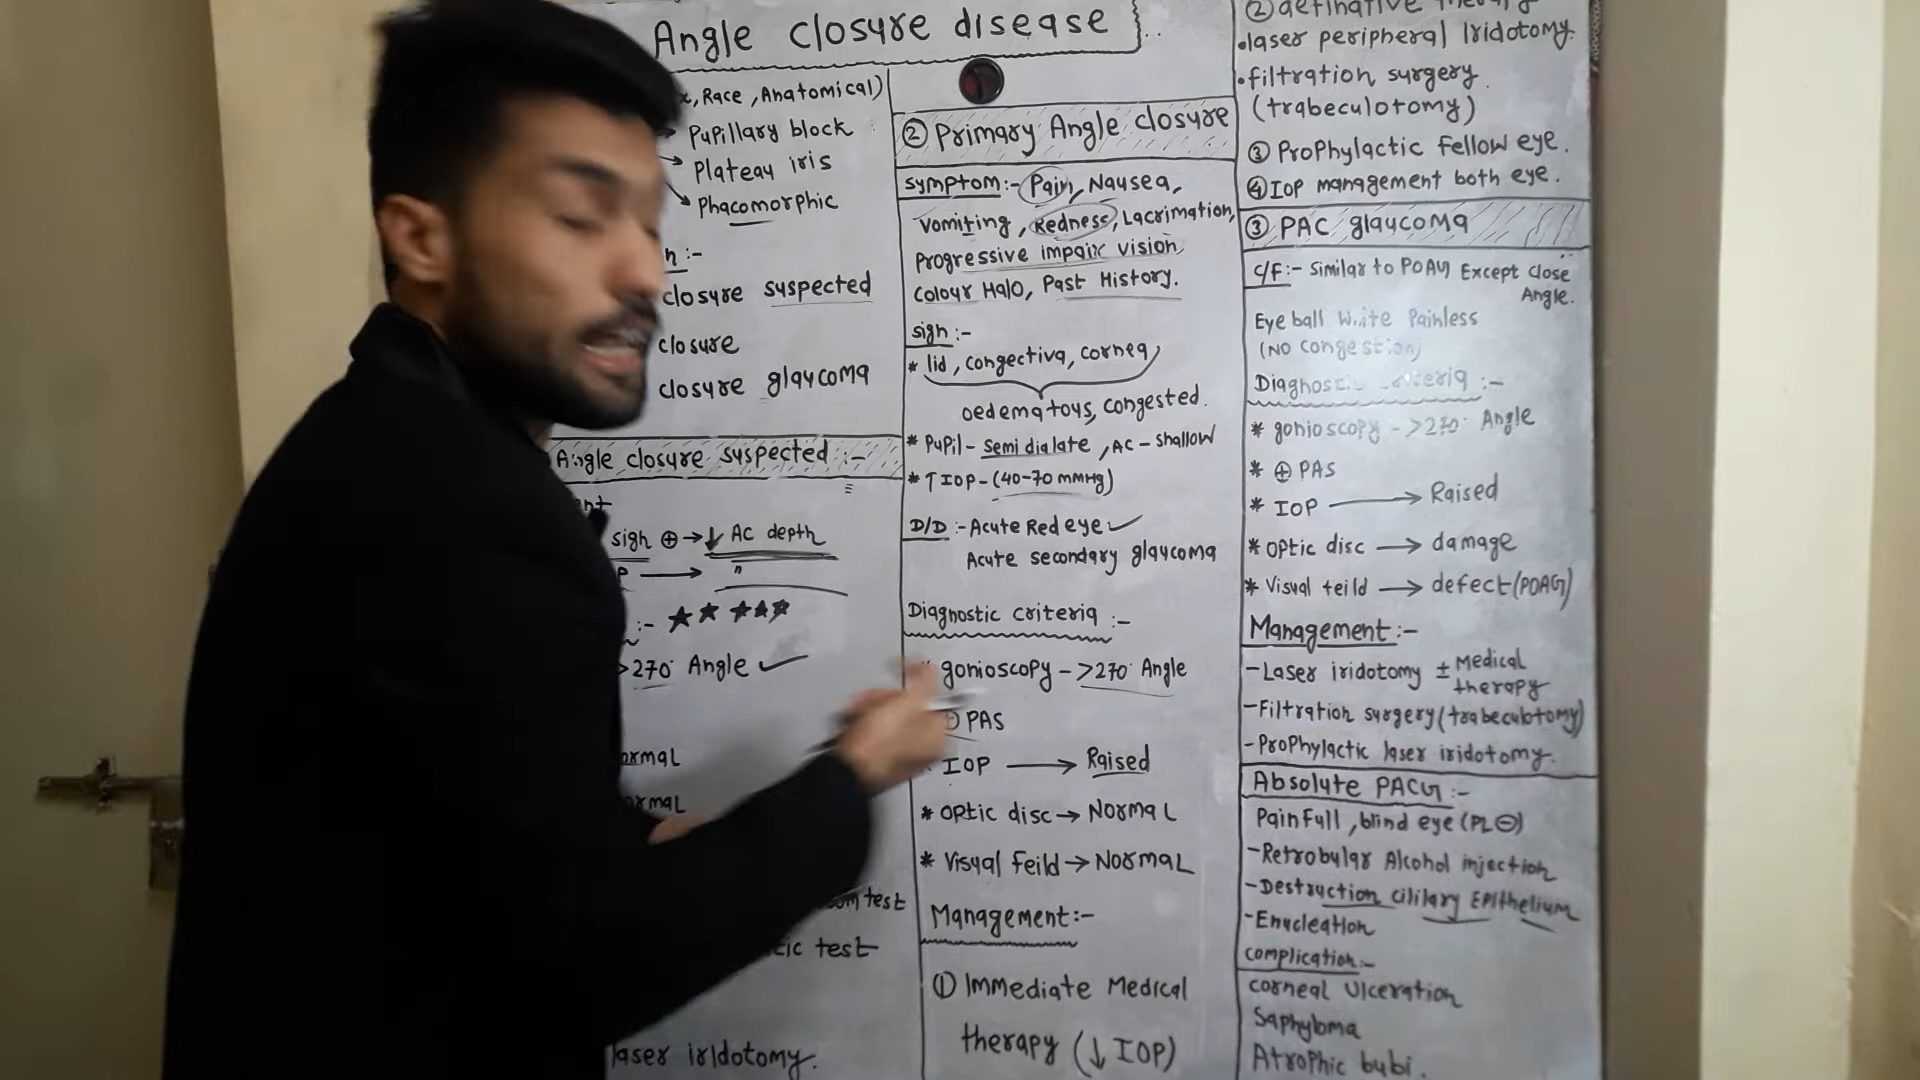 Angle closure disease
, Race, Anatomical)
Pupillary block
Plateau iris
Phacomorphic
:-
closure suspected
closure
closure glaucoma
Angle closure suspected :-
sign ⊕ → ↓ AC depth
→ n
:- ★ ★ ★★★
>270° Angle ✓
test
test
laser iridotomy.
② Primary Angle closure
symptom:- Pain, Nausea,
vomiting, Redness, Lacrimation,
Progressive impair vision,
Colour Halo, Past History.
sign :-
* lid, congectiva, cornea
oedematous, congested.
* Pupil - semi dialate, AC - shallow
* ↑ IOP - (40-70 mmHg)
D/D :- Acute Red eye ✓
Acute secondary glaucoma
Diagnostic criteria :-
* gonioscopy - >270° Angle
⊕ PAS
IOP → Raised
* Optic disc → Normal
* Visual feild → Normal
Management:-
① Immediate Medical
therapy (↓ IOP)
② definative
• laser peripheral Iridotomy.
• filtration surgery.
(trabeculotomy)
③ Prophylactic Fellow eye.
④ IOP management both eye.
③ PAC glaucoma
C/F:- Similar to POAG Except close
Angle.
Eye ball White Painless
(NO congestion)
Diagnostic criteria :-
* gonioscopy - >270° Angle
* ⊕ PAS
* IOP → Raised
* Optic disc → damage
* Visual feild → defect (POAG)
Management:-
- Laser iridotomy ± Medical
therapy
- Filtration surgery (trabeculotomy)
- Prophylactic laser iridotomy.
Absolute PACG :-
Painfull, blind eye (PL ⊖)
- Retrobular Alcohol injection
- Destruction cililary Epithelium
- Enucleation
complication:-
corneal Ulceration
Saphyloma
Atrophic bubi.